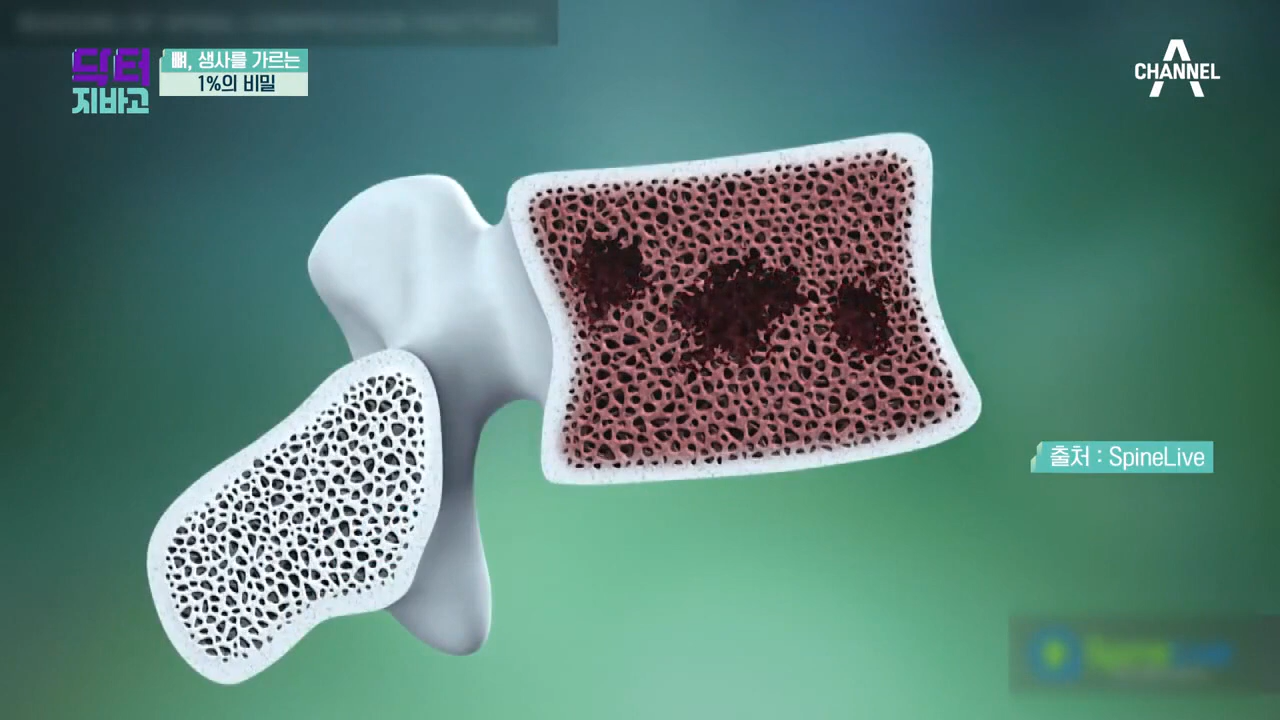 닥터
지바고
뼈, 생사를 가르는
1%의 비밀
CHANNEL A
출처 : SpineLive